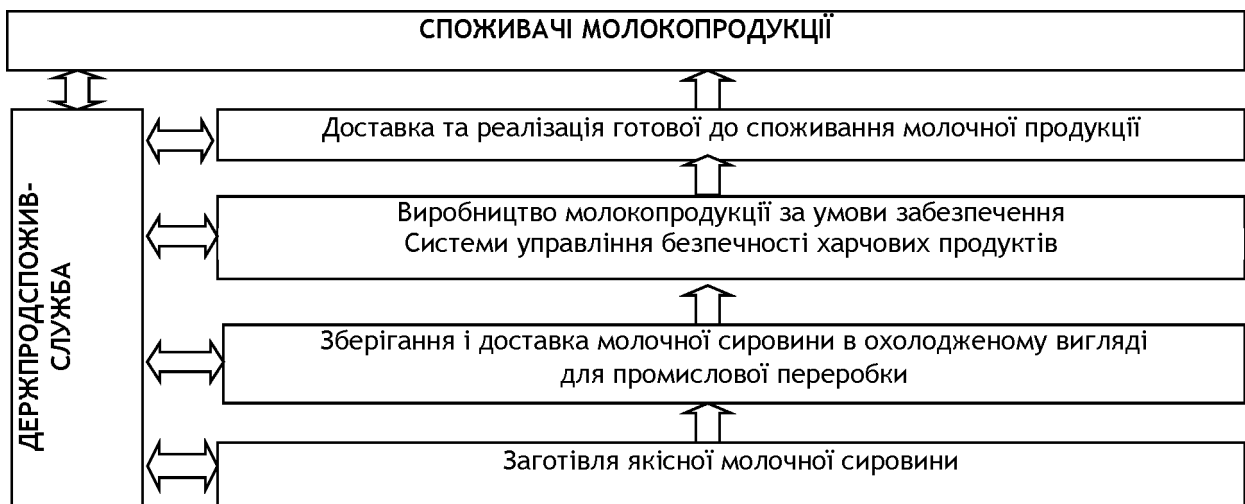 СПОЖИВАЧІ МОЛОКОПРОДУКЦІЇ
ДЕРЖПРОДСПОЖИВ-
СЛУЖБА
Доставка та реалізація готової до споживання молочної продукції
Виробництво молокопродукції за умови забезпечення
Системи управління безпечності харчових продуктів
Зберігання і доставка молочної сировини в охолодженому вигляді
для промислової переробки
Заготівля якісної молочної сировини